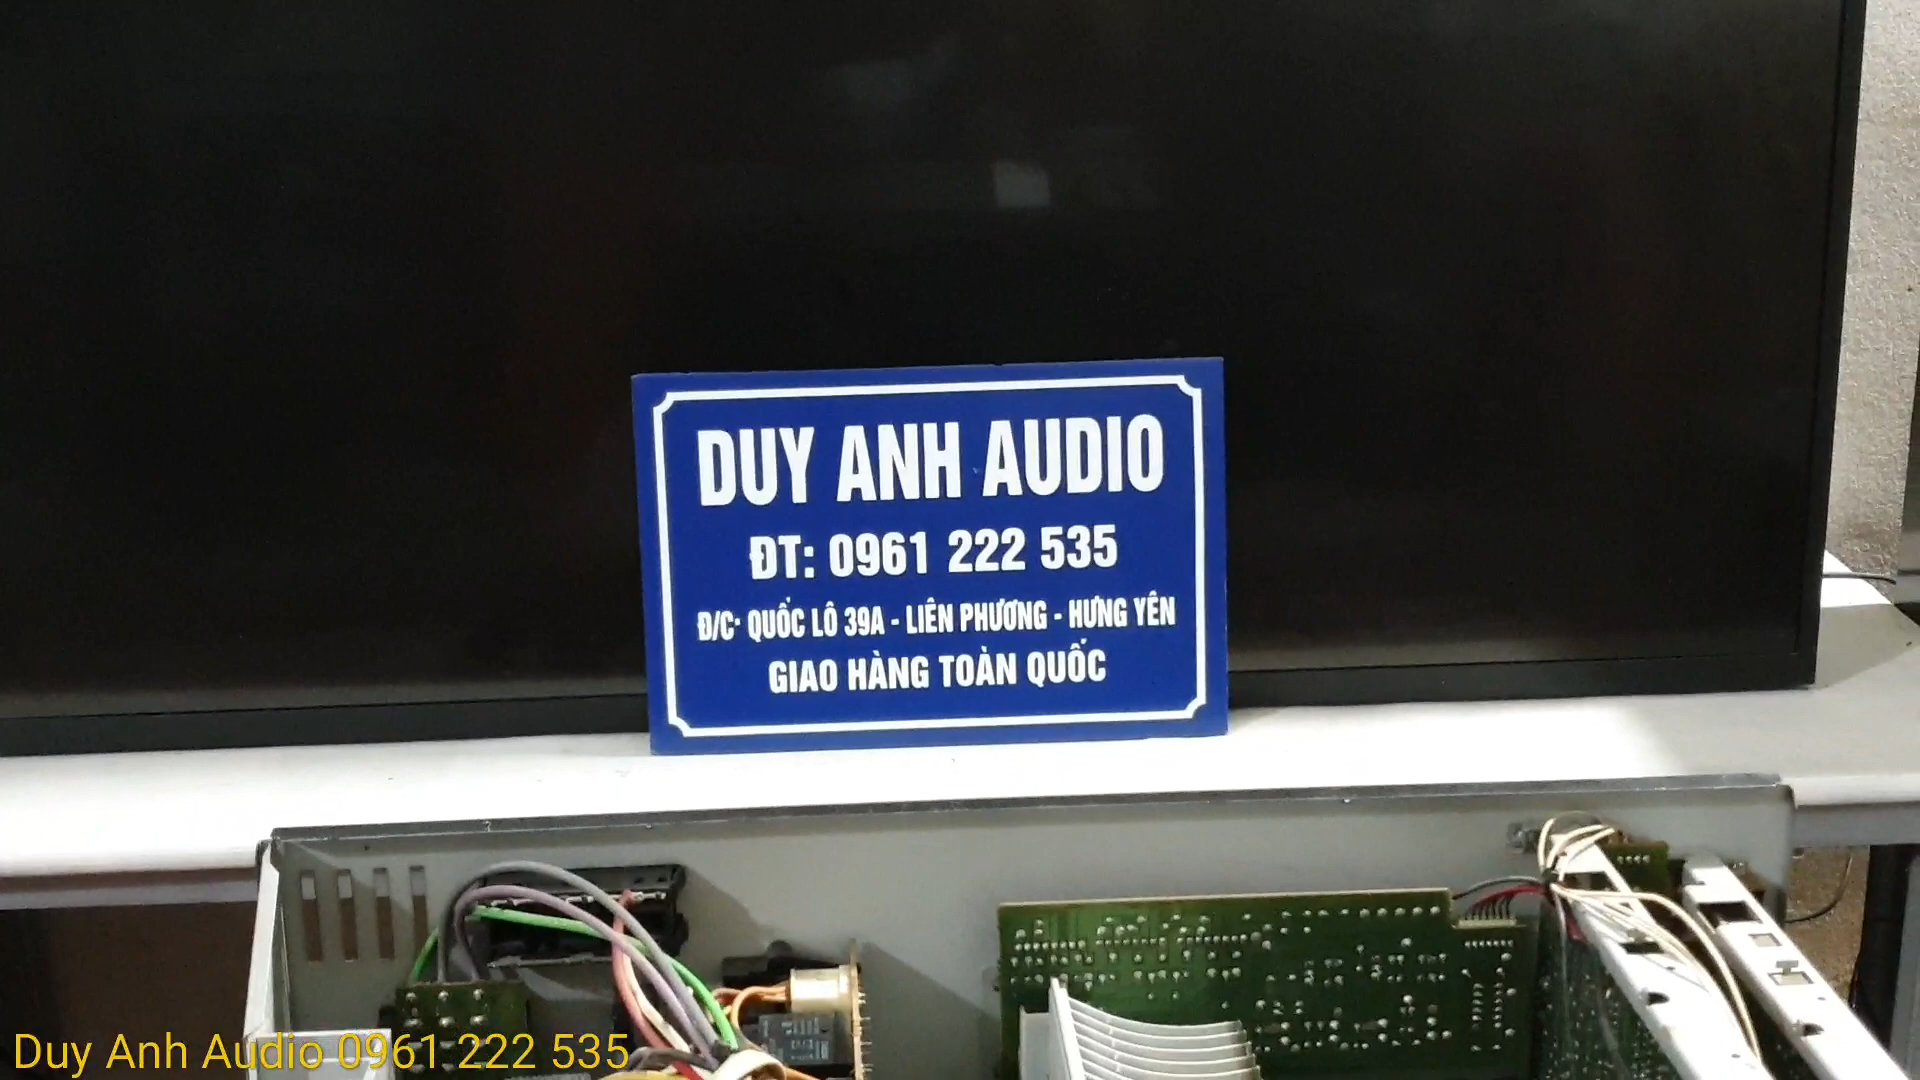 DUY ANH AUDIO
ĐT: 0961 222 535
Đ/C: QUỐC LÔ 39A - LIÊN PHƯƠNG - HƯNG YÊN
GIAO HÀNG TOÀN QUỐC
Duy Anh Audio 0961 222 535